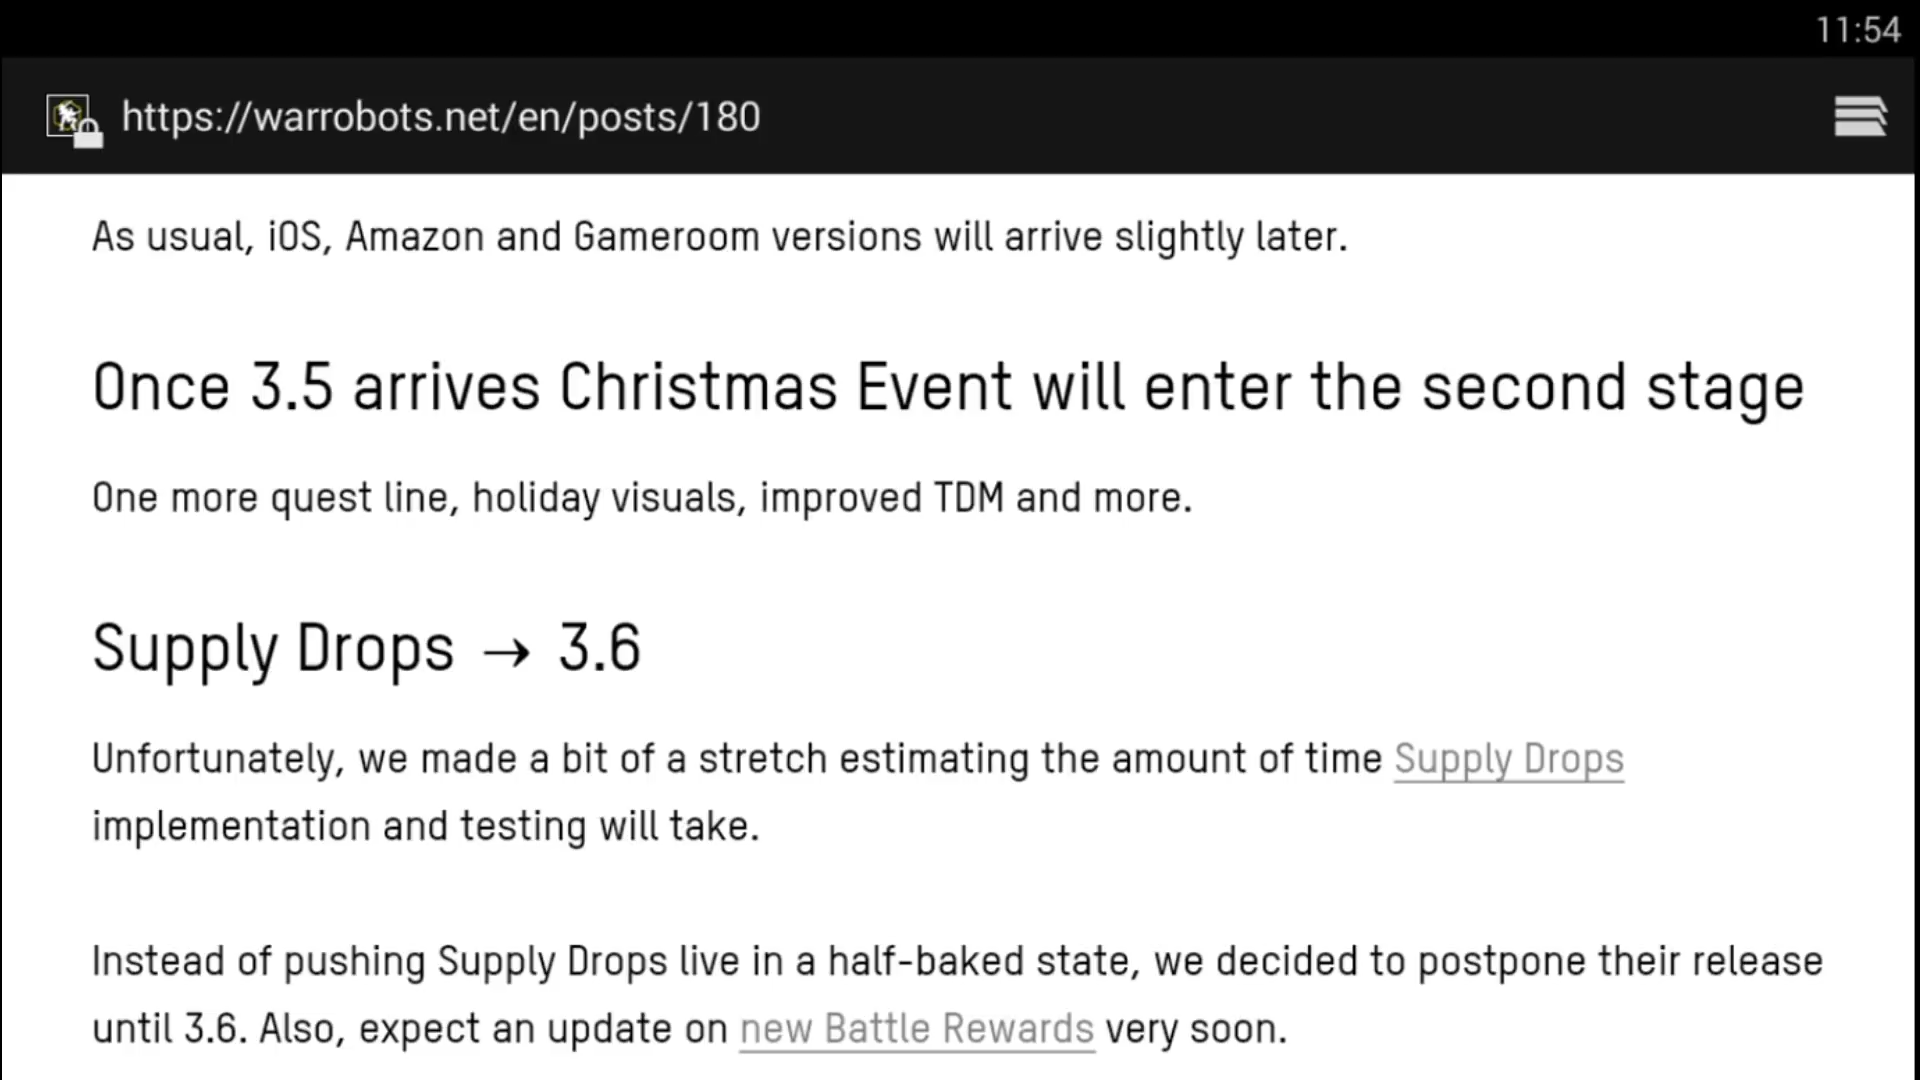 11:54
https://warrobots.net/en/posts/180
As usual, iOS, Amazon and Gameroom versions will arrive slightly later.
Once 3.5 arrives Christmas Event will enter the second stage
One more quest line, holiday visuals, improved TDM and more.
Supply Drops → 3.6
Unfortunately, we made a bit of a stretch estimating the amount of time Supply Drops
implementation and testing will take.
Instead of pushing Supply Drops live in a half-baked state, we decided to postpone their release
until 3.6. Also, expect an update on new Battle Rewards very soon.